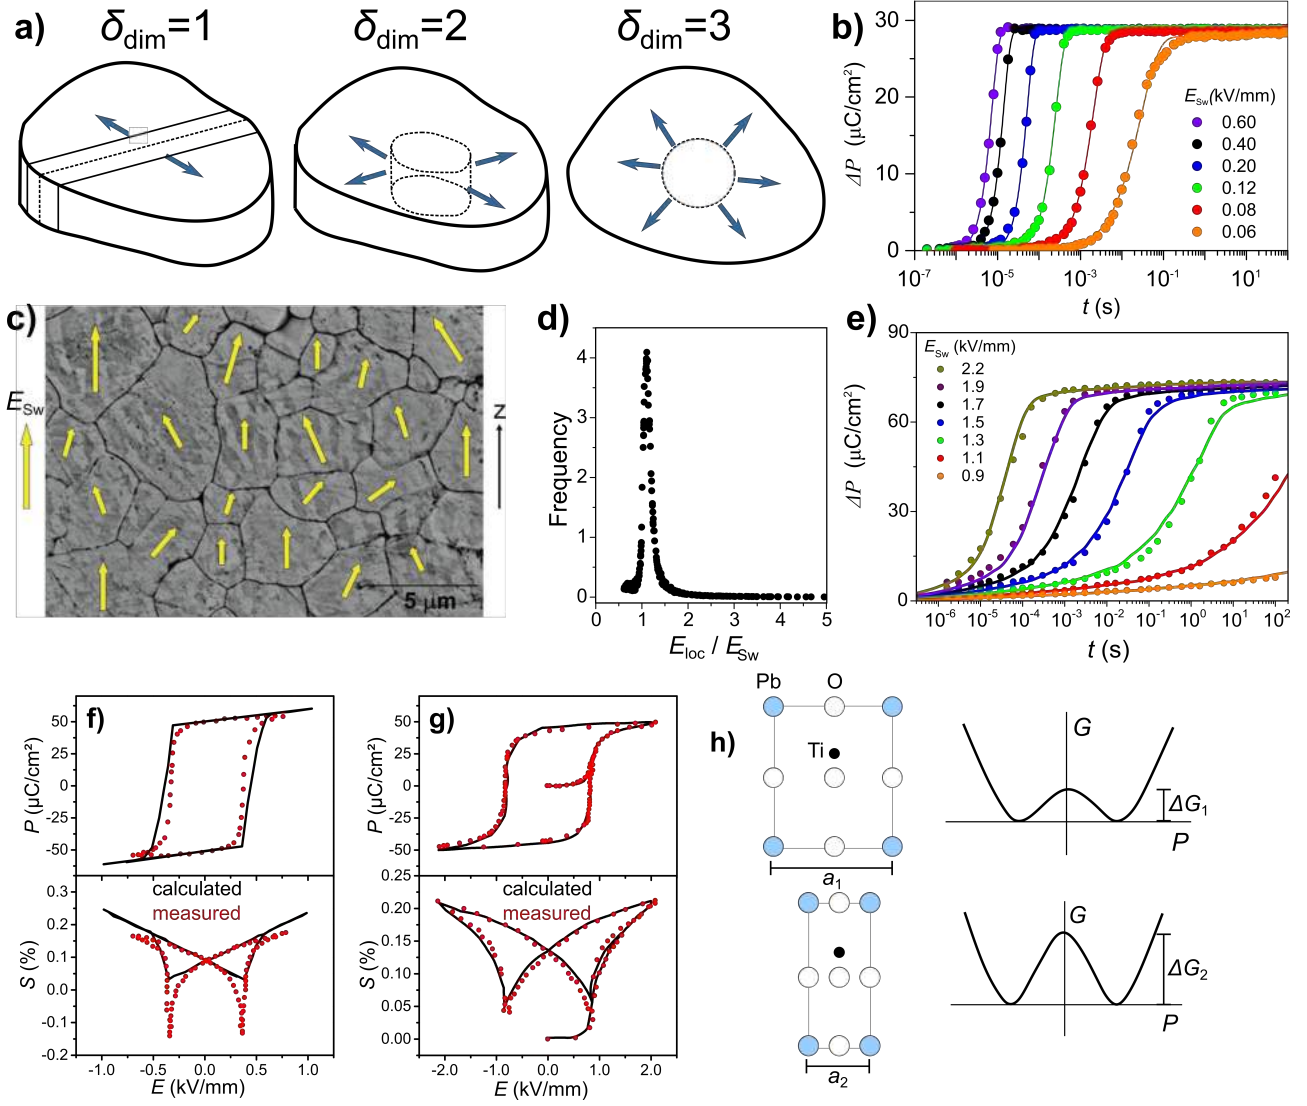 a)
δdim=1
δdim=2
δdim=3
b)
30
20
10
0
ΔP (µC/cm²)
ESw(kV/mm)
0.60
0.40
0.20
0.12
0.08
0.06
10-7
10-5
10-3
10-1
101
t (s)
c)
ESw
z
5 µm
d)
Frequency
4
3
2
1
0
0
1
2
3
4
5
Eloc / ESw
e)
90
60
30
0
ΔP (µC/cm²)
ESw (kV/mm)
2.2
1.9
1.7
1.5
1.3
1.1
0.9
10-6
10-5
10-4
10-3
10-2
10-1
100
101
102
t (s)
f)
50
25
0
-25
-50
P (µC/cm²)
calculated
measured
0.3
0.2
0.1
0.0
-0.1
-0.2
S (%)
-1.0
-0.5
0.0
0.5
1.0
E (kV/mm)
g)
50
25
0
-25
-50
P (µC/cm²)
calculated
measured
0.25
0.20
0.15
0.10
0.05
0.00
S (%)
-2.0
-1.0
0.0
1.0
2.0
E (kV/mm)
h)
Pb
O
Ti
a1
a2
G
ΔG1
P
G
ΔG2
P